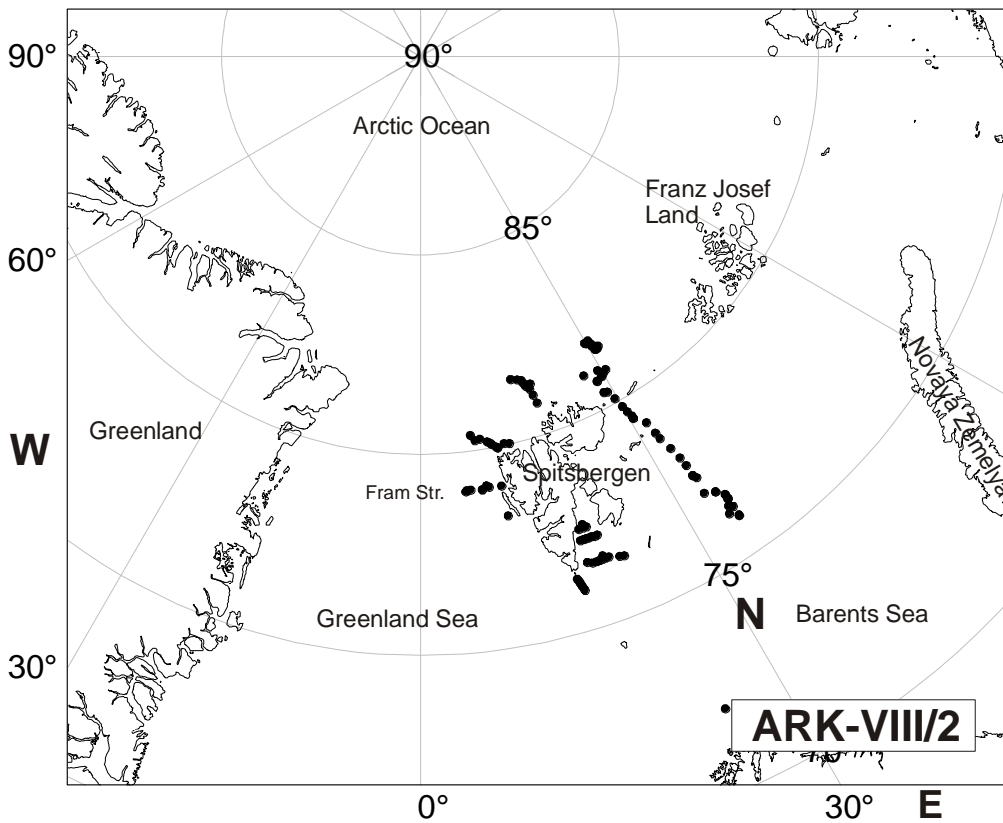 90°
90°
Arctic Ocean
Franz Josef
Land
85°
60°
Novaya Zemelya
Greenland
W
Spitsbergen
Fram Str.
75°
Greenland Sea
N
Barents Sea
30°
ARK-VIII/2
0°
30°
E